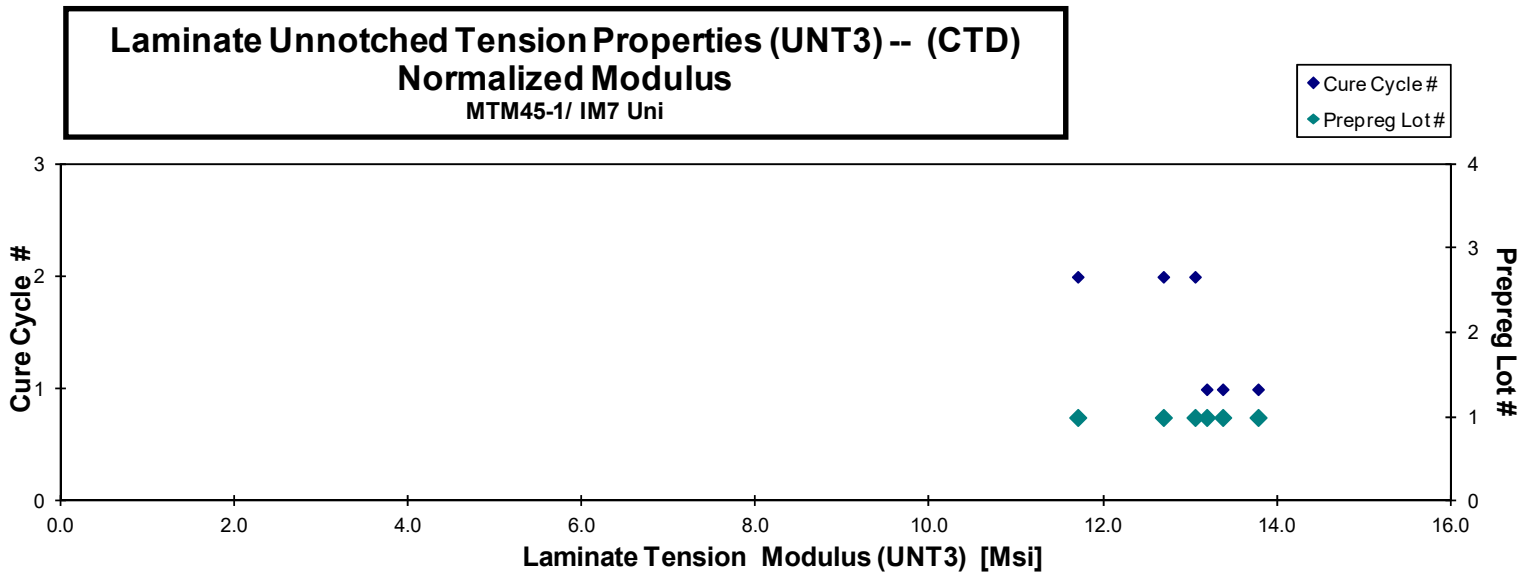 Laminate Unnotched Tension Properties (UNT3) -- (CTD)
Normalized Modulus
MTM45-1/ IM7 Uni
Cure Cycle #
Prepreg Lot #
3
2
1
0
Cure Cycle #
4
3
2
1
0
Prepreg Lot #
0.0 2.0 4.0 6.0 8.0 10.0 12.0 14.0 16.0
Laminate Tension Modulus (UNT3) [Msi]